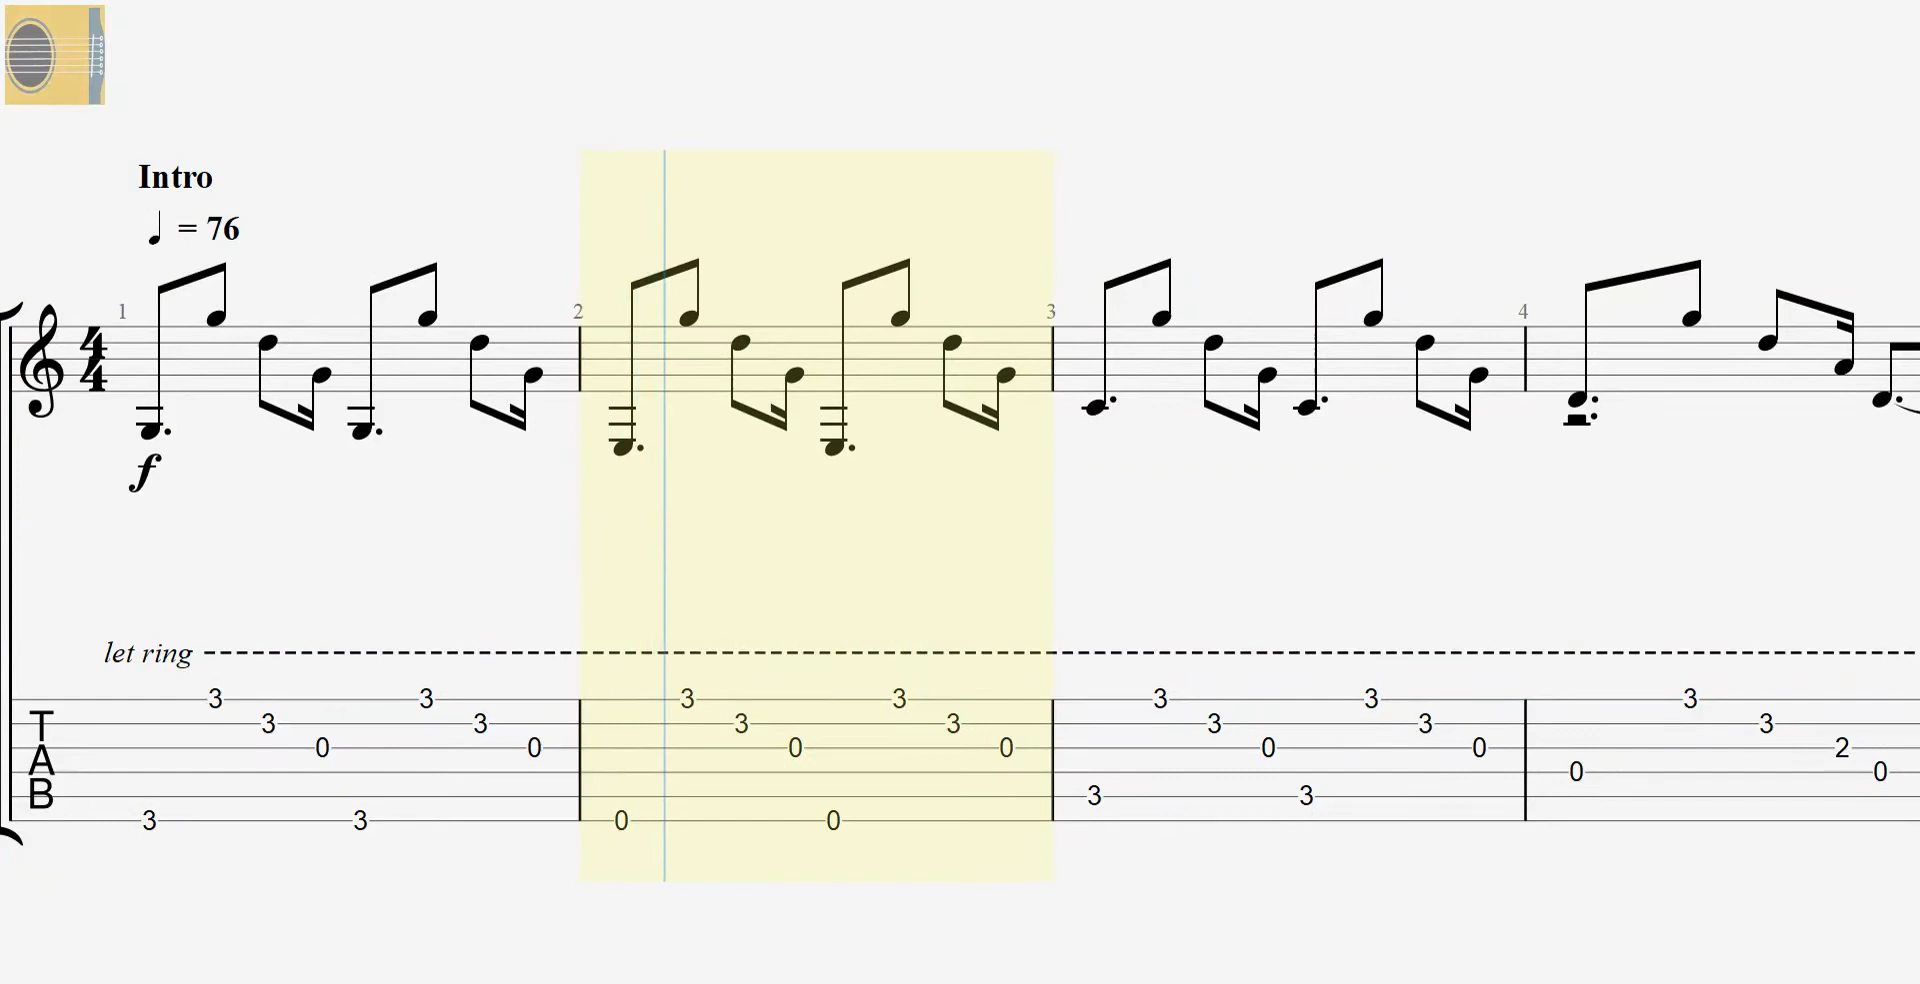 Intro
= 76
1 2 3 4
4
4
f
let ring
3 3 3 3 3 3 3
T 3 3 3 3 3 3 3
A 0 0 0 0 0 0 2
0 0
B 3 3
3 3 0 0